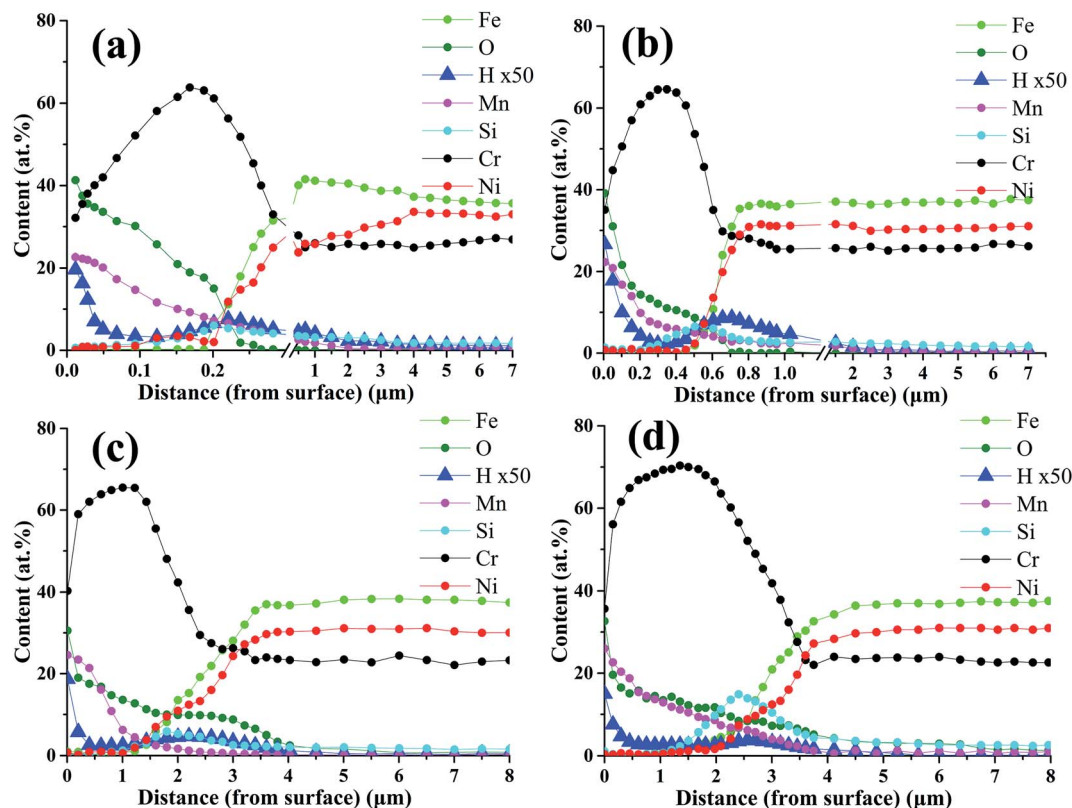 (a)
Fe
O
H x50
Mn
Si
Cr
Ni
Content (at.%)
80
60
40
20
0
0.0 0.1 0.2 1 2 3 4 5 6 7
Distance (from surface) (μm)
(b)
Fe
O
H x50
Mn
Si
Cr
Ni
Content (at.%)
80
60
40
20
0
0.0 0.2 0.4 0.6 0.8 1.0 2 3 4 5 6 7
Distance (from surface) (μm)
(c)
Fe
O
H x50
Mn
Si
Cr
Ni
Content (at.%)
80
60
40
20
0
0 1 2 3 4 5 6 7 8
Distance (from surface) (μm)
(d)
Fe
O
H x50
Mn
Si
Cr
Ni
Content (at.%)
80
60
40
20
0
0 1 2 3 4 5 6 7 8
Distance (from surface) (μm)